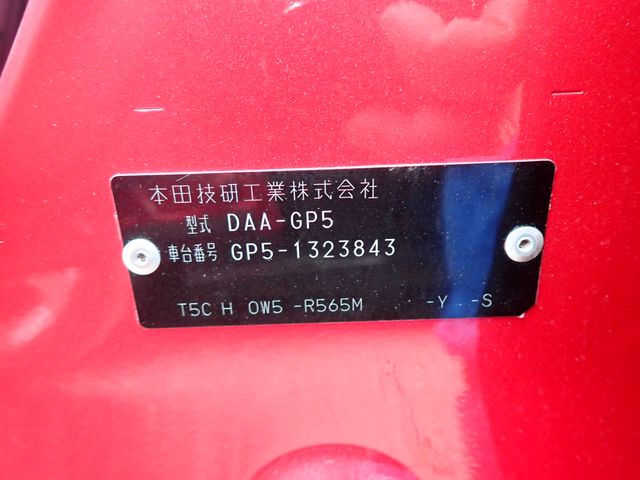 本田技研工業株式会社
型式 DAA-GP5
車台番号 GP5-1323843
T5C H OW5 -R565M -Y -S